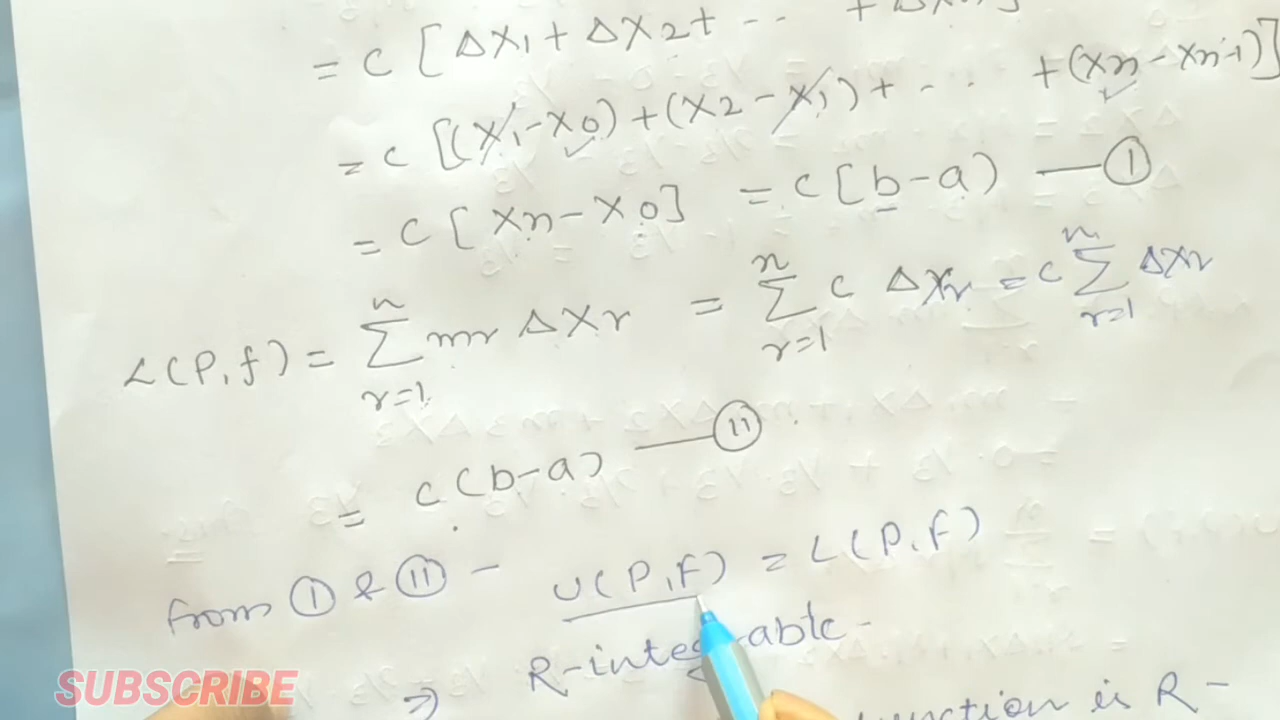 = c [ Δx1 + Δx2 + - -
= c [(x1 - x0) + (x2 - x1) + - - - + (xn - xn-1)]
= c [ xn - x0 ] = c [ b - a ) — ①
L(P, f) = n Σ r=1 mr Δxr = n Σ r=1 c Δxr = c n Σ r=1 Δxr
= c (b - a) — ⑪
from ① & ⑪ - U(P, F) = L(P, F)
⇒ R-integrable -
is R -
SUBSCRIBE